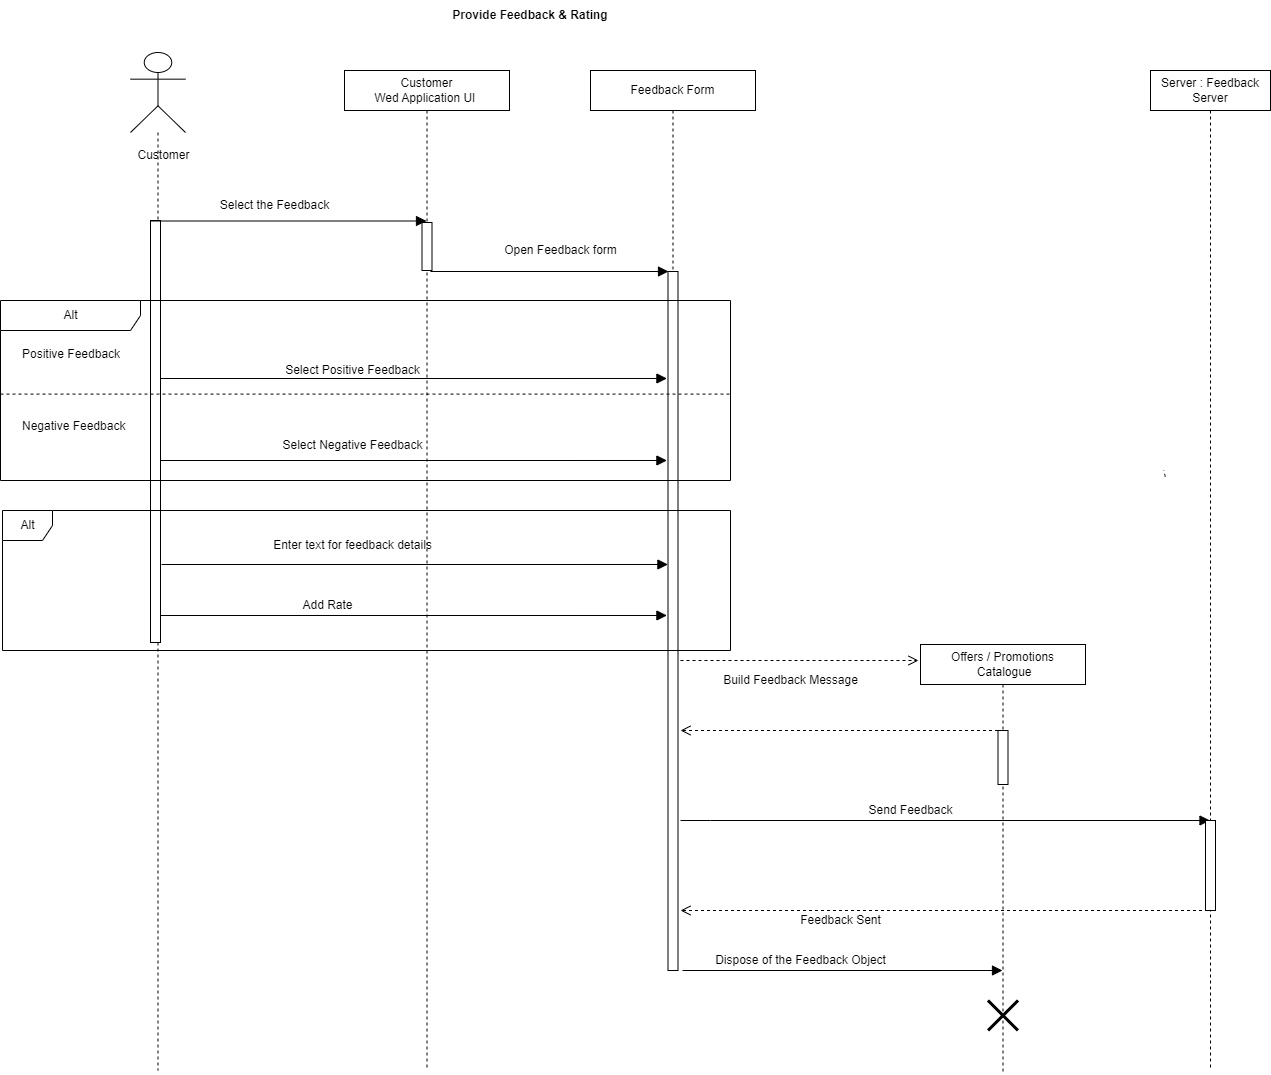 Provide Feedback & Rating
Customer
Wed Application UI
Feedback Form
Server : Feedback
Server
Customer
Select the Feedback
Open Feedback form
Alt
Positive Feedback
Select Positive Feedback
Negative Feedback
Select Negative Feedback
Alt
Enter text for feedback details
Add Rate
Offers / Promotions
Catalogue
Build Feedback Message
Send Feedback
Feedback Sent
Dispose of the Feedback Object